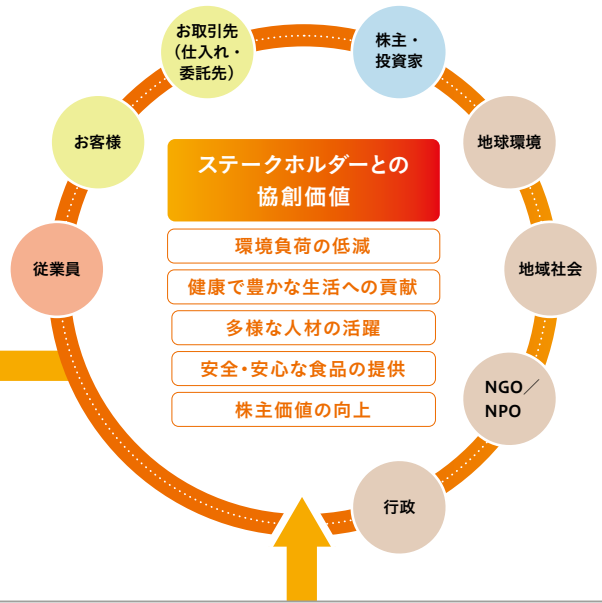 お取引先
（仕入れ・
委託先）
株主・
投資家
お客様
地球環境
ステークホルダーとの
協創価値
環境負荷の低減
従業員
地域社会
健康で豊かな生活への貢献
多様な人材の活躍
安全・安心な食品の提供
NGO／
NPO
株主価値の向上
行政